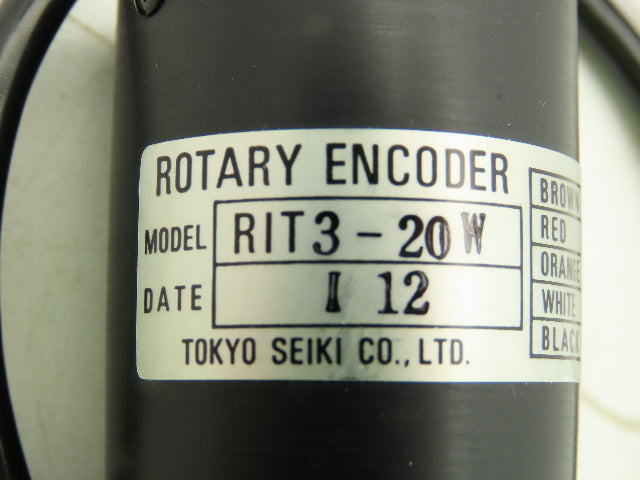 ROTARY ENCODER
MODEL RIT3-20W
DATE I 12
TOKYO SEIKI CO., LTD.
BROWN
RED
ORANGE
WHITE
BLACK